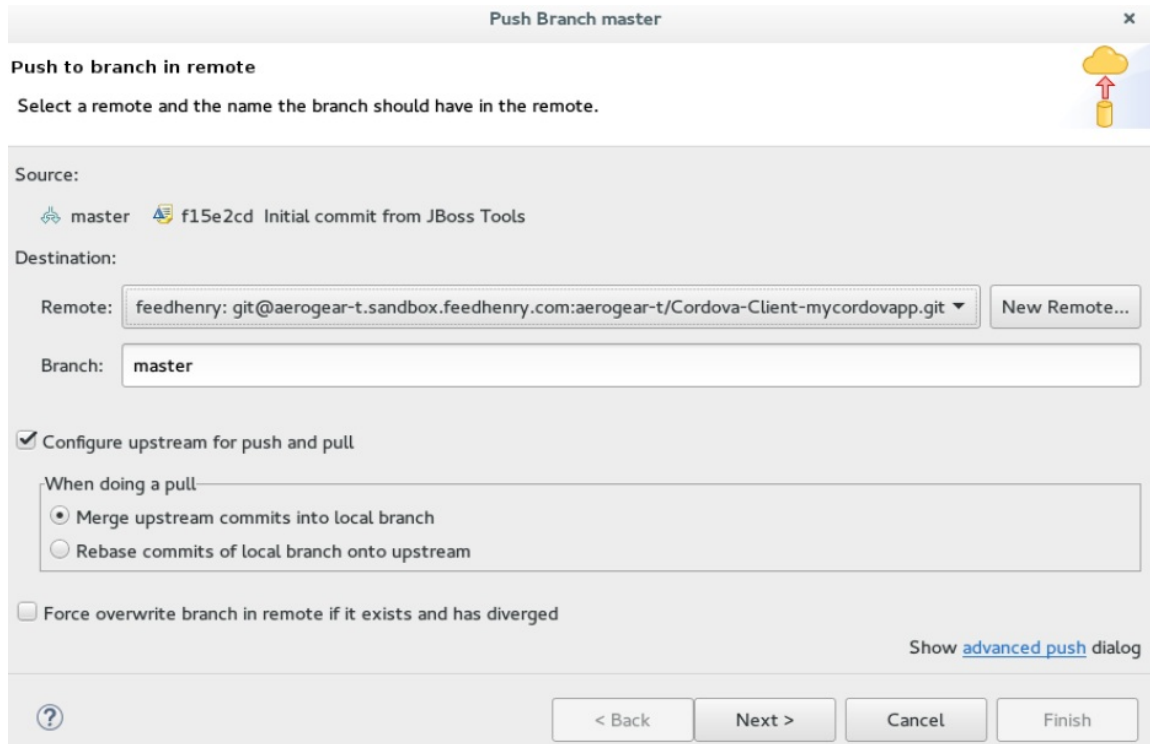 Push Branch master
Push to branch in remote
Select a remote and the name the branch should have in the remote.
Source:
master f15e2cd Initial commit from JBoss Tools
Destination:
Remote: feedhenry: git@aerogear-t.sandbox.feedhenry.com:aerogear-t/Cordova-Client-mycordovapp.git New Remote...
Branch: master
Configure upstream for push and pull
When doing a pull
Merge upstream commits into local branch
Rebase commits of local branch onto upstream
Force overwrite branch in remote if it exists and has diverged
Show advanced push dialog
? < Back Next > Cancel Finish